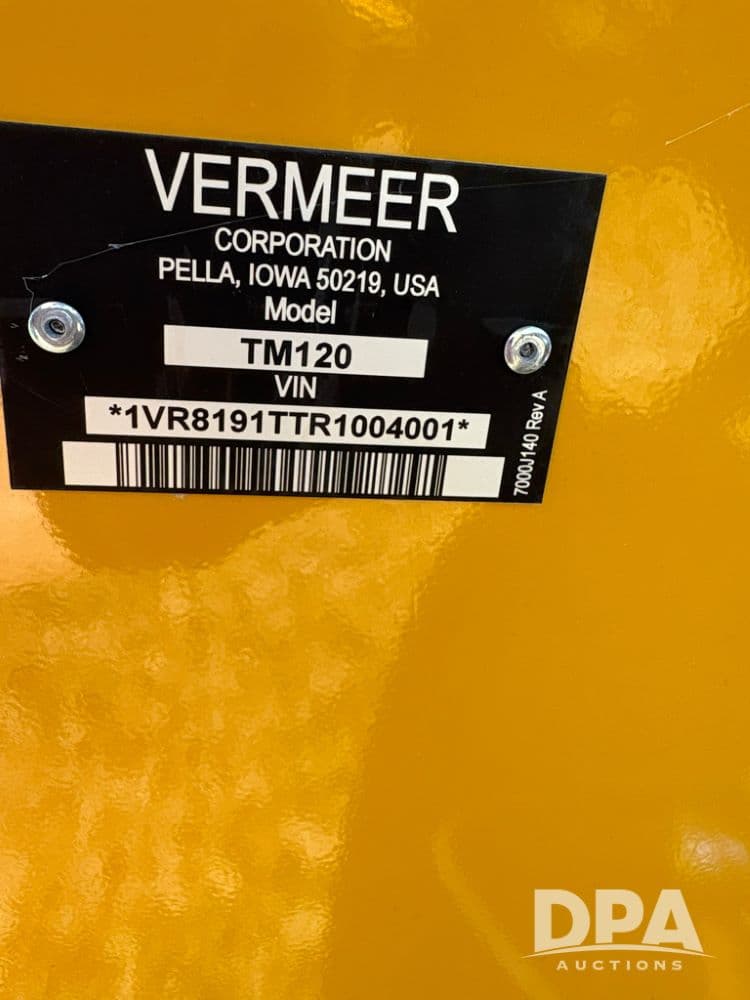 VERMEER
CORPORATION
PELLA, IOWA 50219, USA
Model
TM120
VIN
*1VR8191TTR1004001*
7000J140 Rev A
DPA
AUCTIONS